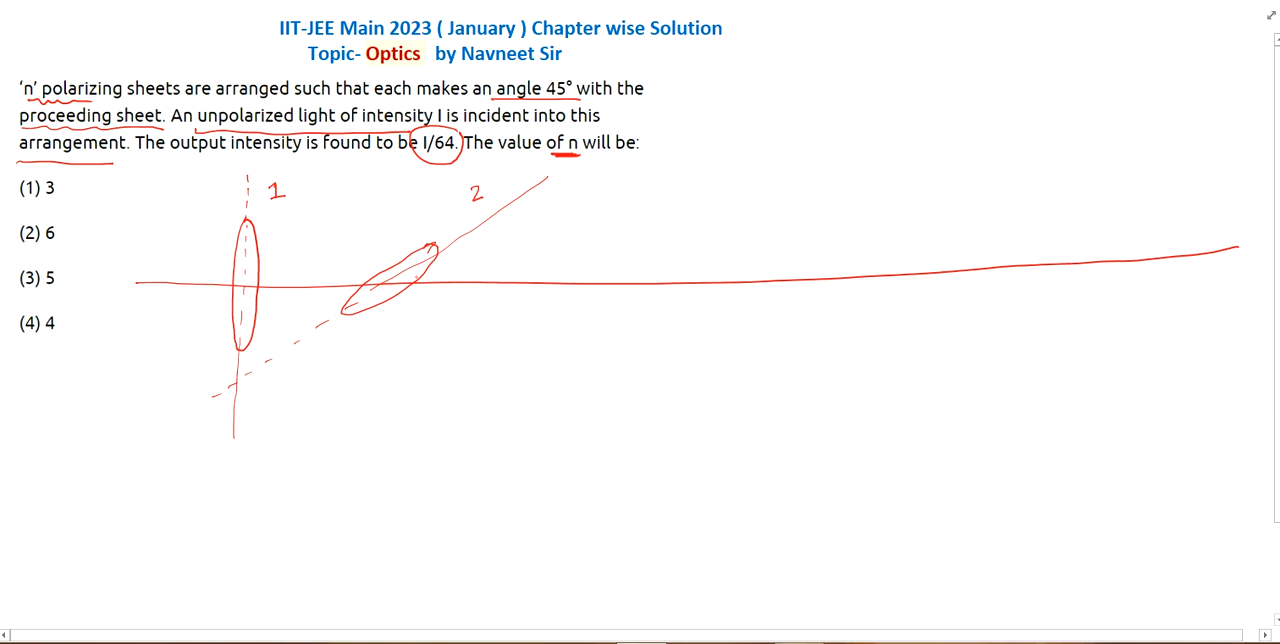 IIT-JEE Main 2023 ( January ) Chapter wise Solution
Topic- Optics by Navneet Sir
‘n’ polarizing sheets are arranged such that each makes an angle 45° with the
proceeding sheet. An unpolarized light of intensity I is incident into this
arrangement. The output intensity is found to be I/64. The value of n will be:
1
2
(1) 3
(2) 6
(3) 5
(4) 4